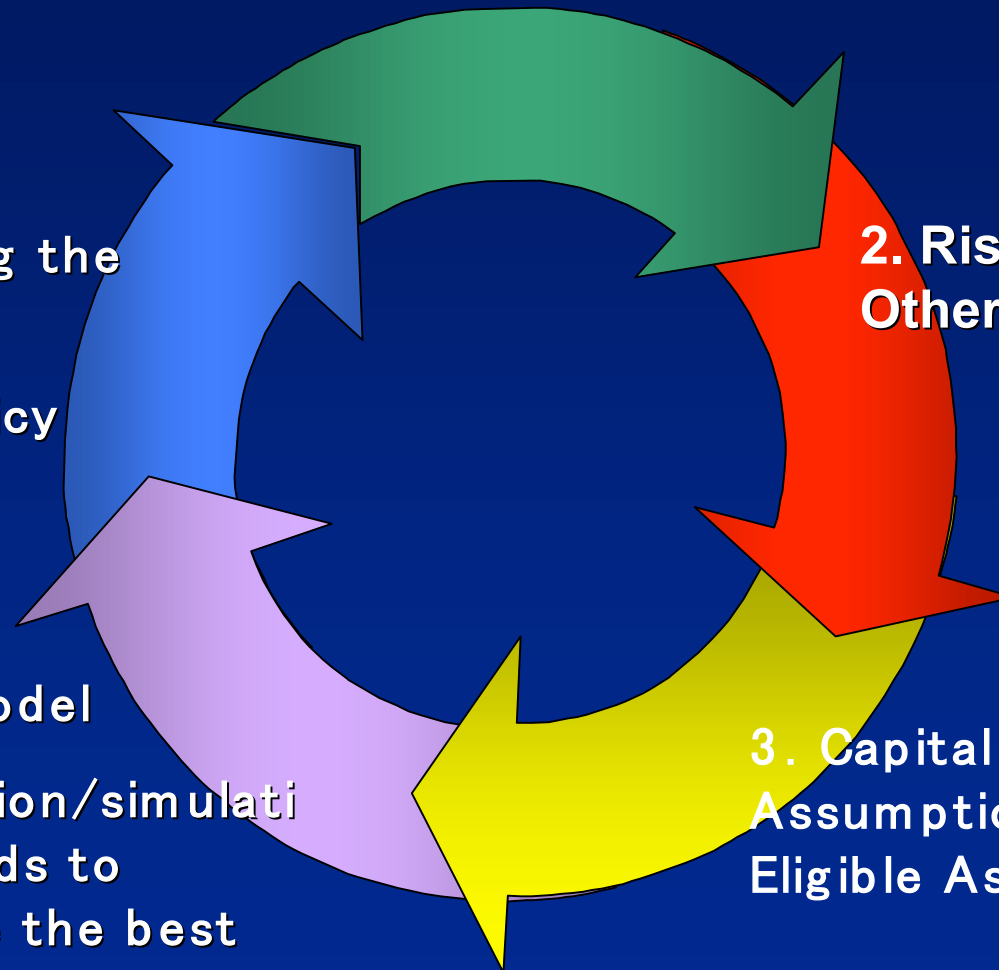 g the
cy
2. Ris
Other
odel
ion/simulati
ds to
the best
3. Capital
Assumptio
Eligible As